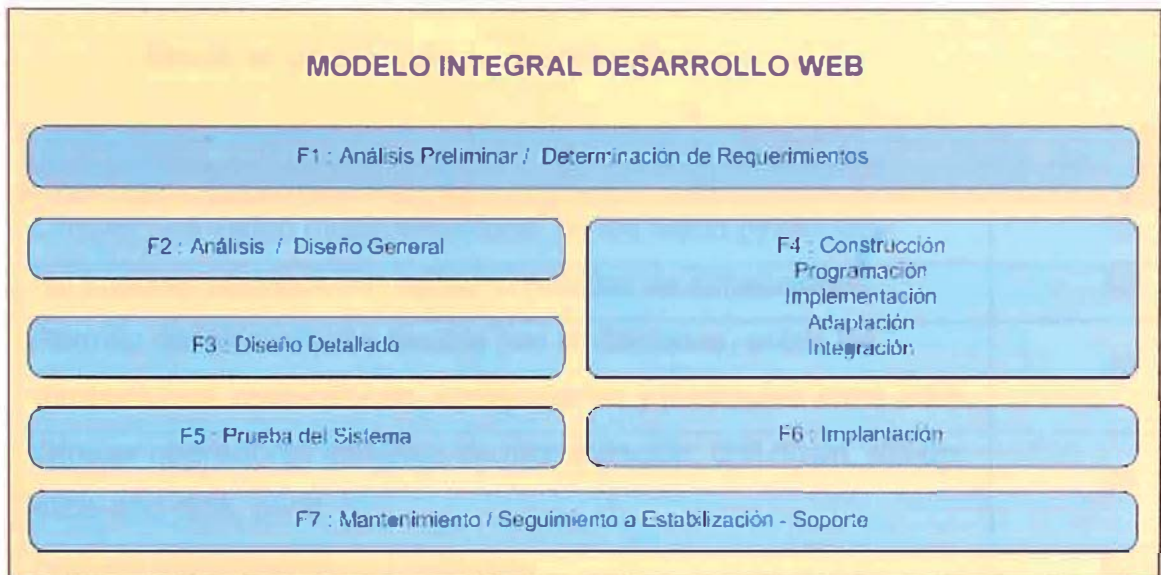 MODELO INTEGRAL DESARROLLO WEB
F1 : Análisis Preliminar / Determinación de Requerimientos
F2 : Análisis / Diseño General
F3 : Diseño Detallado
F4 : Construcción
Programación
Implementación
Adaptación
Integración
F5 : Prueba del Sistema
F6 : Implantación
F7 : Mantenimiento / Seguimiento a Estabilización - Soporte